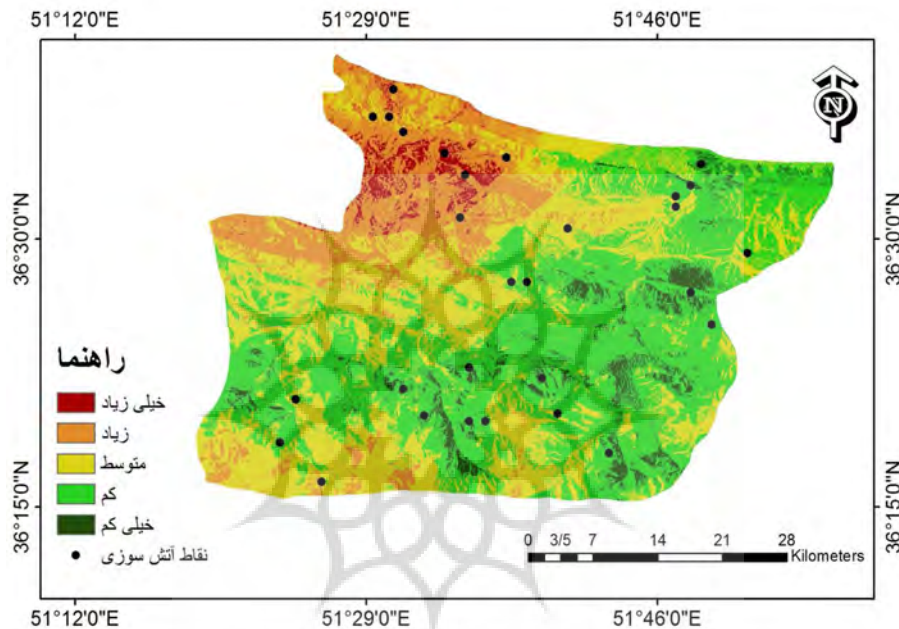 51°12'0"E 51°29'0"E 51°46'0"E
N
36°30'0"N 36°30'0"N
راهنما
خیلی زیاد
زیاد
متوسط
کم
خیلی کم
نقاط آتش سوزی
36°15'0"N 36°15'0"N
0 3/5 7 14 21 28
Kilometers
51°12'0"E 51°29'0"E 51°46'0"E